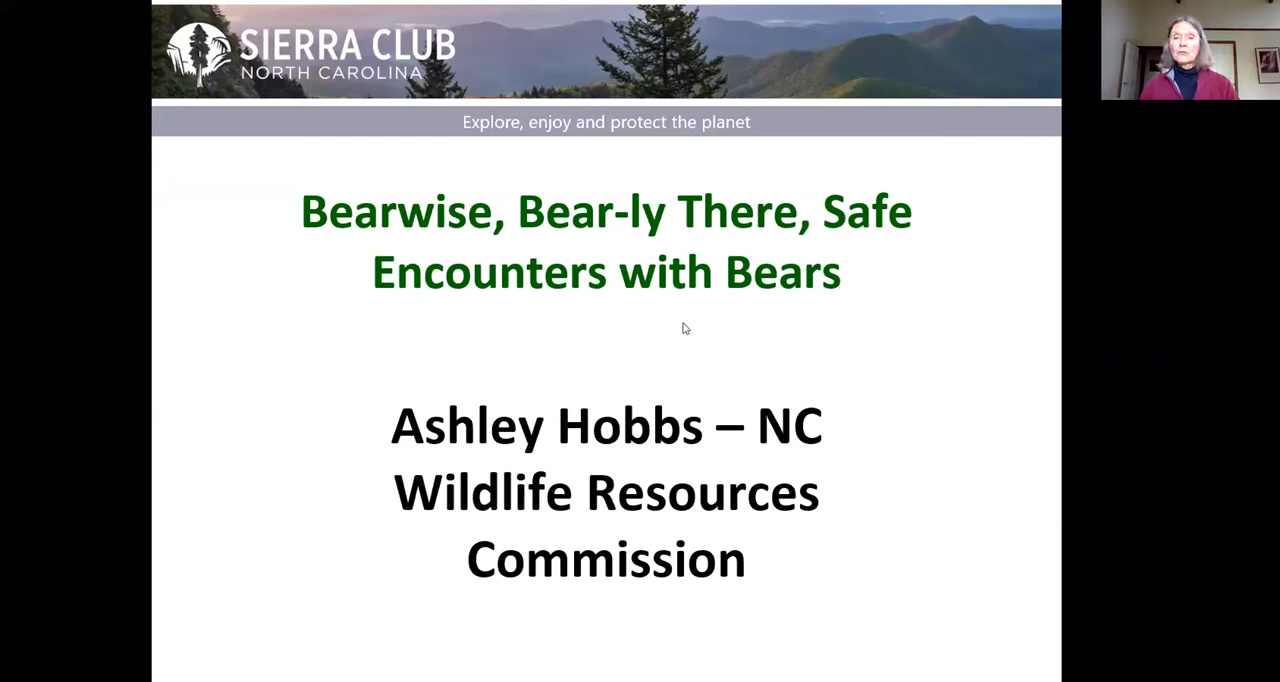 SIERRA CLUB
NORTH CAROLINA
Explore, enjoy and protect the planet
Bearwise, Bear-ly There, Safe
Encounters with Bears
Ashley Hobbs – NC
Wildlife Resources
Commission